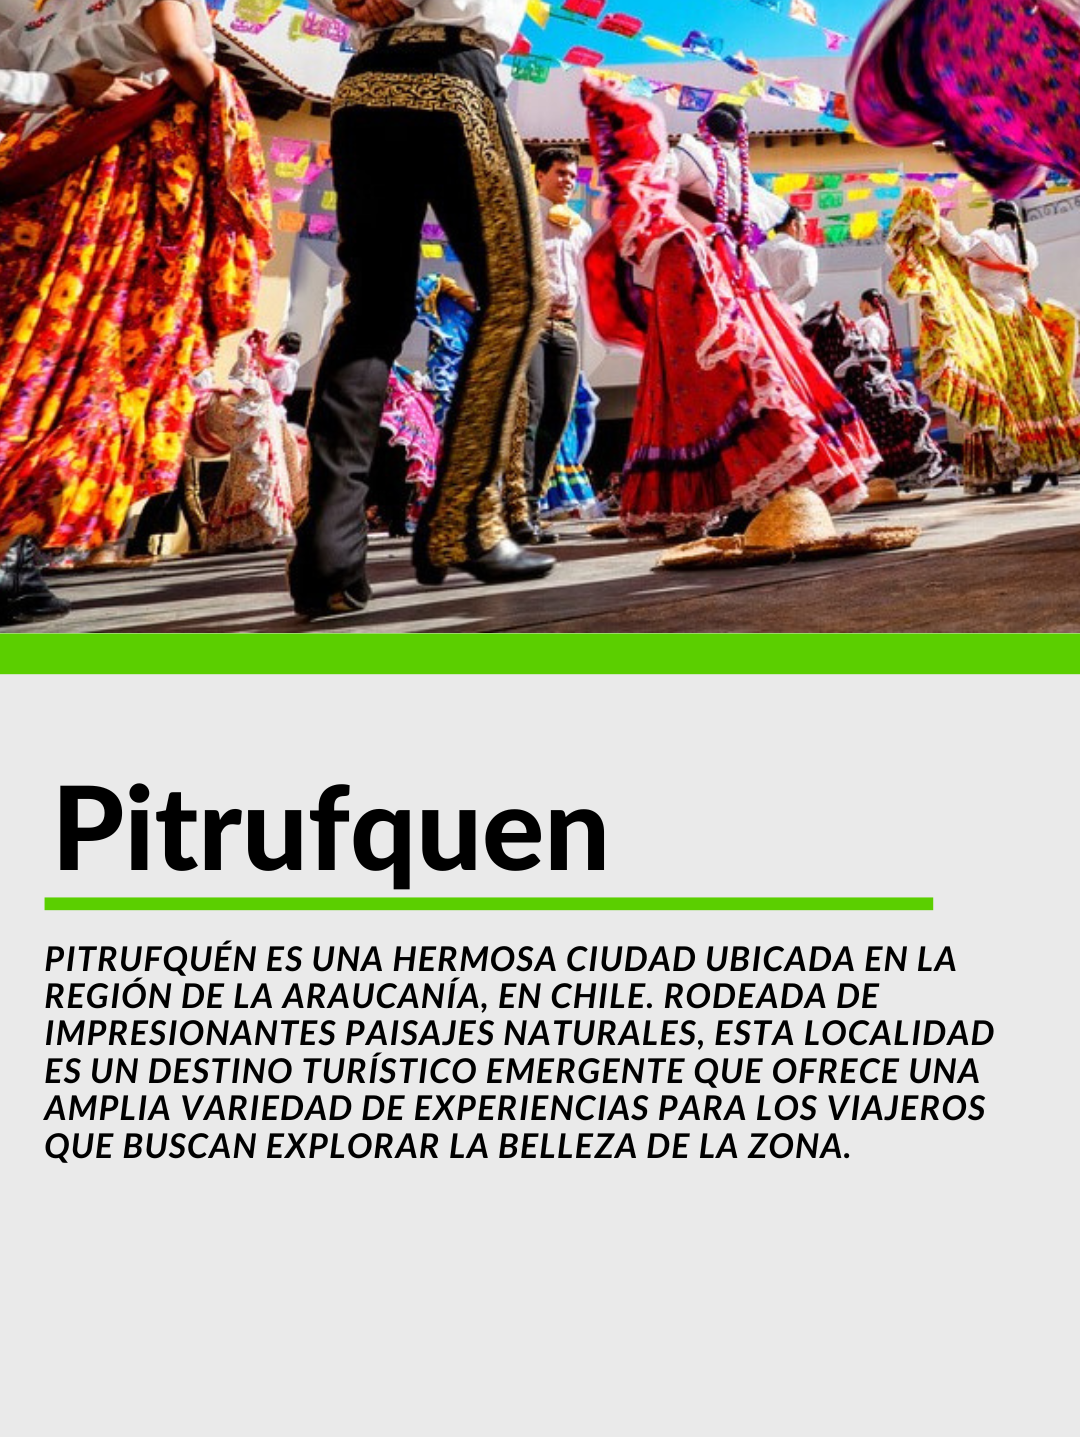 Pitrufquen
PITRUFQUÉN ES UNA HERMOSA CIUDAD UBICADA EN LA
REGIÓN DE LA ARAUCANÍA, EN CHILE. RODEADA DE
IMPRESIONANTES PAISAJES NATURALES, ESTA LOCALIDAD
ES UN DESTINO TURÍSTICO EMERGENTE QUE OFRECE UNA
AMPLIA VARIEDAD DE EXPERIENCIAS PARA LOS VIAJEROS
QUE BUSCAN EXPLORAR LA BELLEZA DE LA ZONA.